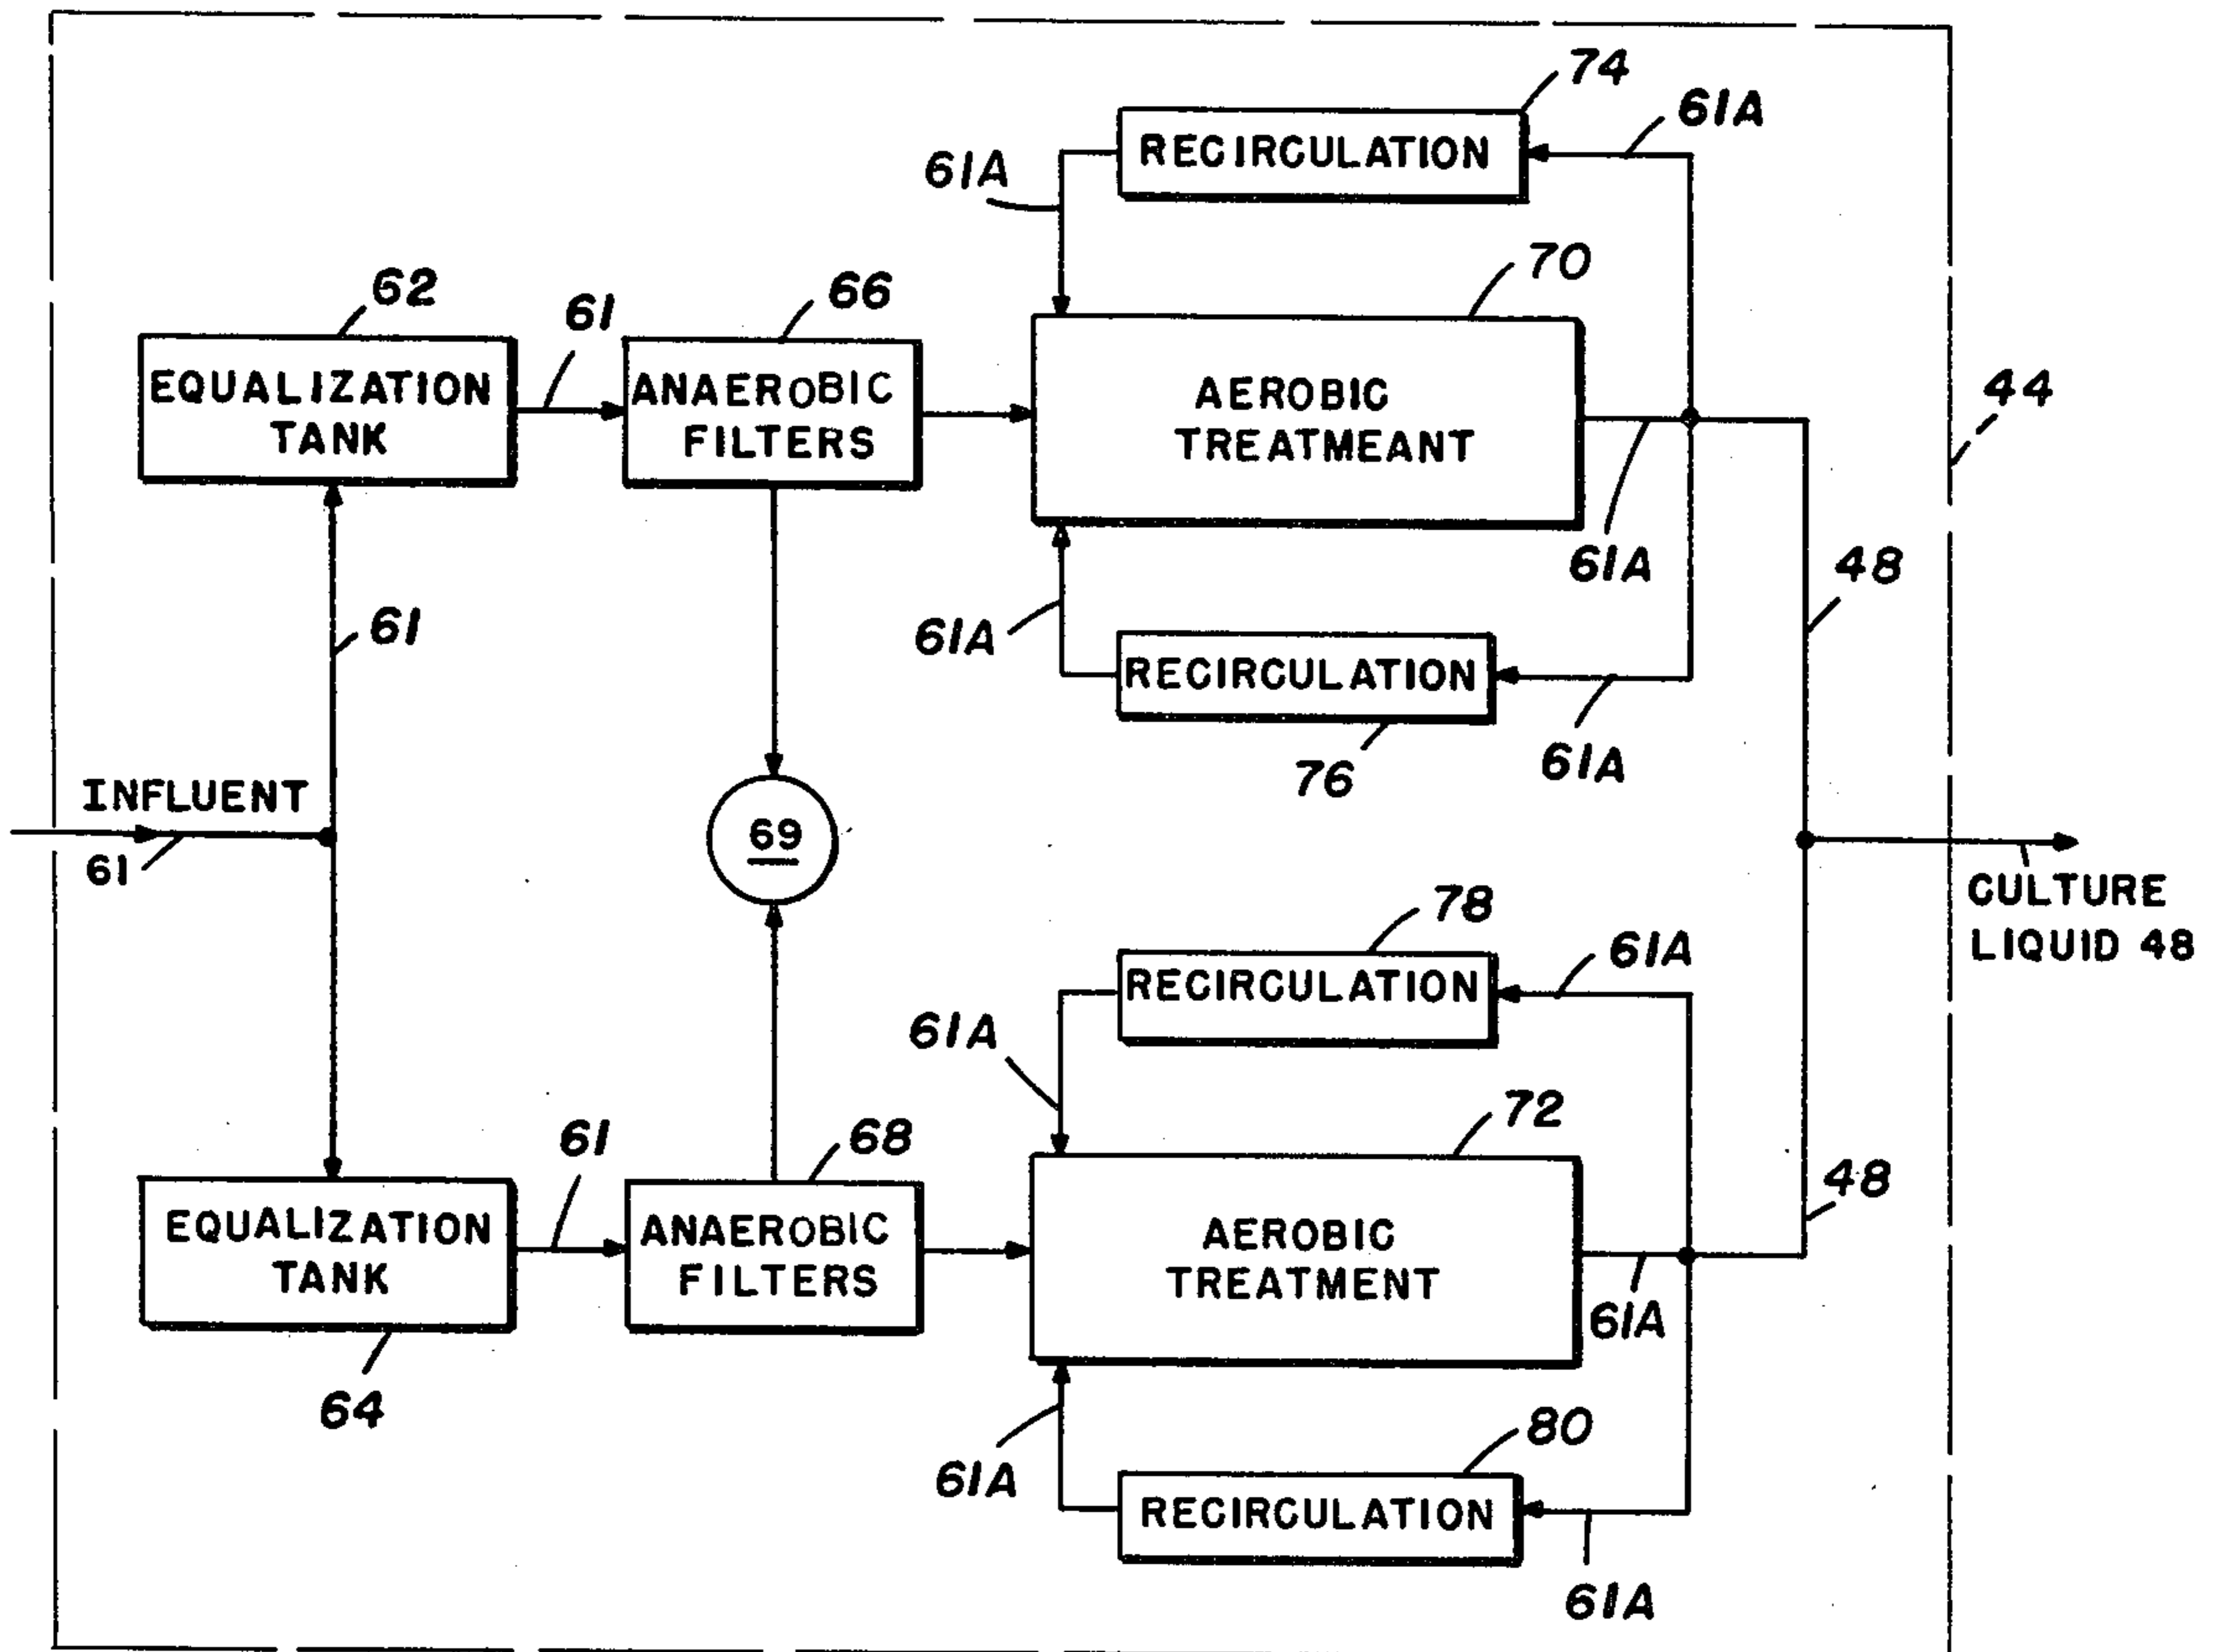 74
RECIRCULATION
61A
61A
62
61
66
70
EQUALIZATION
TANK
ANAEROBIC
FILTERS
AEROBIC
TREATMEANT
44
61A
48
61
61A
RECIRCULATION
76
61A
INFLUENT
61
69
CULTURE
LIQUID 48
78
RECIRCULATION
61A
61A
72
61
68
48
EQUALIZATION
TANK
ANAEROBIC
FILTERS
AEROBIC
TREATMENT
61A
64
61A
80
RECIRCULATION
61A